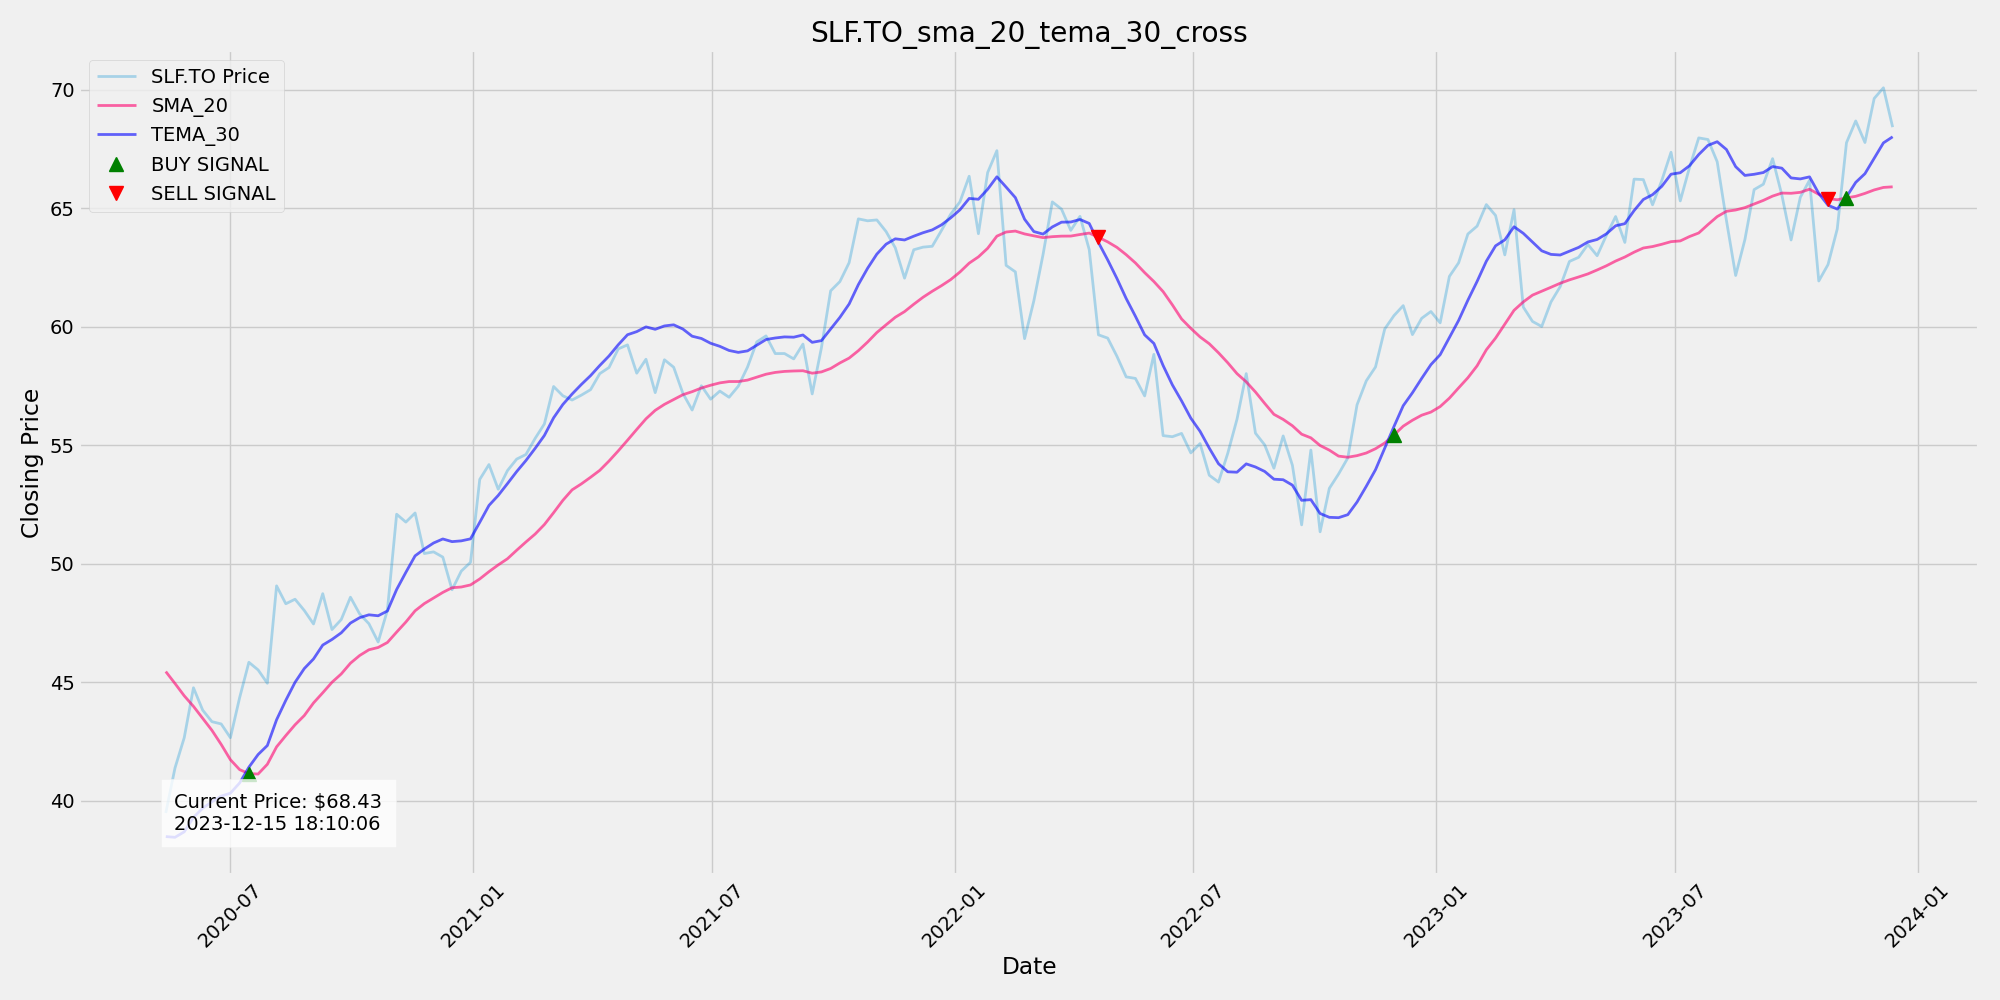 SLF.TO_sma_20_tema_30_cross
SLF.TO Price
SMA_20
TEMA_30
BUY SIGNAL
SELL SIGNAL
70
65
60
55
50
45
40
Closing Price
Current Price: $68.43
2023-12-15 18:10:06
2020-07
2021-01
2021-07
2022-01
2022-07
2023-01
2023-07
2024-01
Date